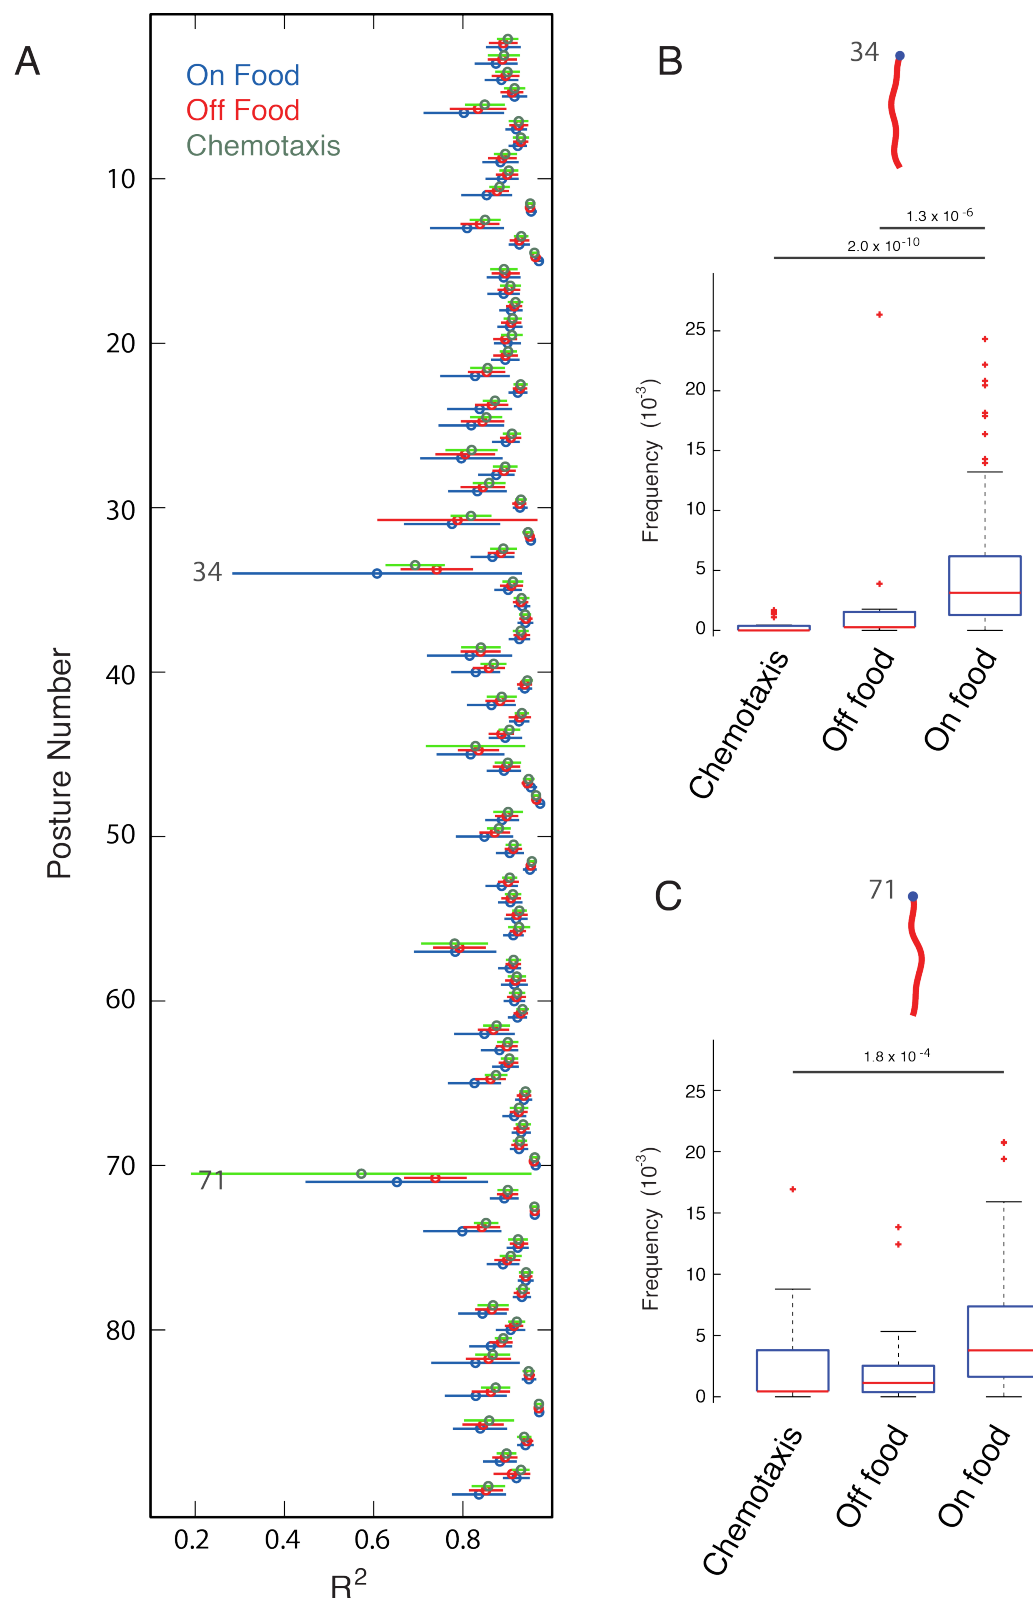 A
On Food
Off Food
Chemotaxis
10
20
30
34
40
50
60
70
71
80
Posture Number
0.2
0.4
0.6
0.8
R²
B
34
1.3 x 10⁻⁶
2.0 x 10⁻¹⁰
25
20
15
10
5
0
Frequency (10⁻³)
Chemotaxis
Off food
On food
C
71
1.8 x 10⁻⁴
25
20
15
10
5
0
Frequency (10⁻³)
Chemotaxis
Off food
On food